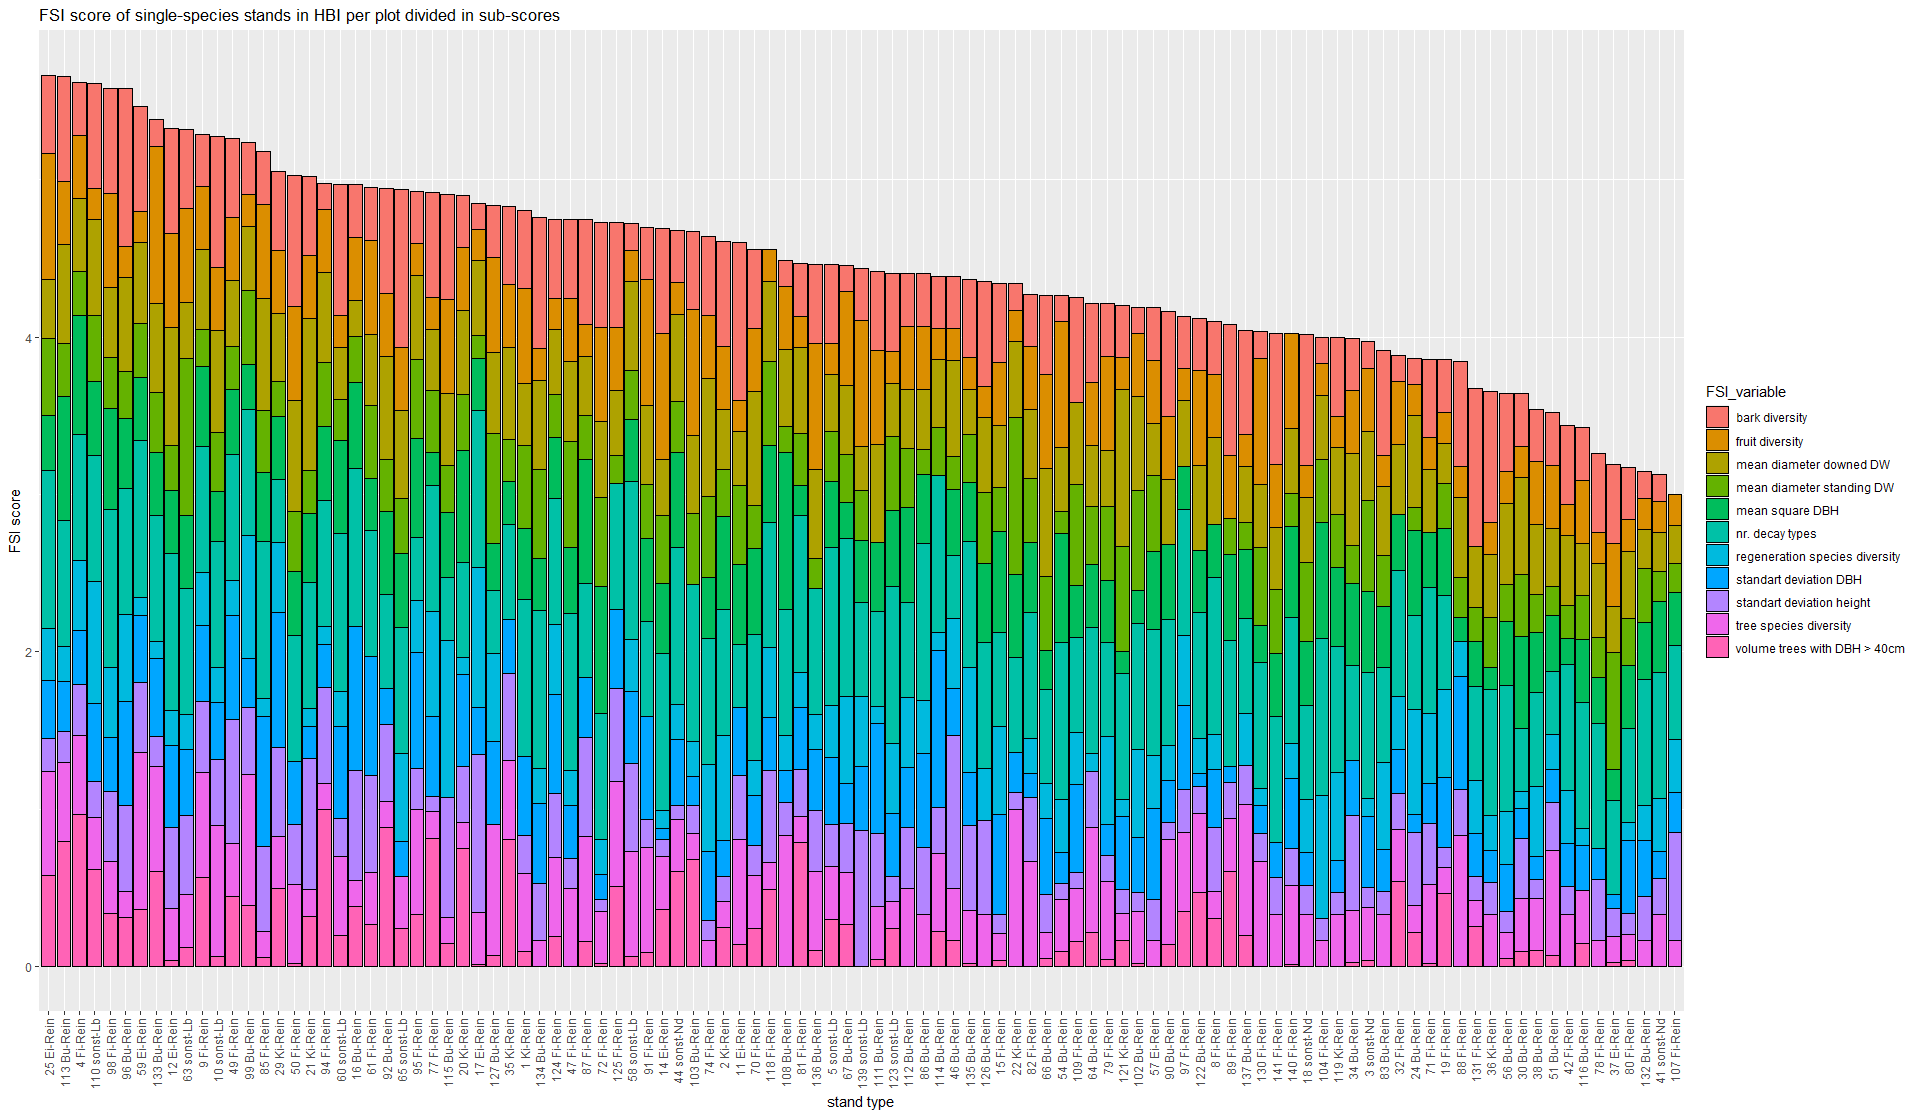 FSI score of single-species stands in HBI per plot divided in sub-scores
FSI score
4
2
0
25 Ei-Rein
113 Bu-Rein
4 Fi-Rein
110 sonst-Lb
98 Fi-Rein
96 Bu-Rein
59 Ei-Rein
133 Bu-Rein
12 Ei-Rein
63 sonst-Lb
9 Fi-Rein
10 sonst-Lb
49 Fi-Rein
99 Bu-Rein
85 Fi-Rein
29 Ki-Rein
50 Fi-Rein
21 Ki-Rein
94 Fi-Rein
60 sonst-Lb
16 Bu-Rein
61 Fi-Rein
92 Bu-Rein
65 sonst-Lb
95 Fi-Rein
77 Fi-Rein
115 Bu-Rein
20 Ki-Rein
17 Ei-Rein
127 Bu-Rein
35 Ki-Rein
1 Ki-Rein
134 Bu-Rein
124 Fi-Rein
47 Fi-Rein
87 Fi-Rein
72 Fi-Rein
125 Fi-Rein
58 sonst-Lb
91 Fi-Rein
14 Ei-Rein
44 sonst-Nd
103 Bu-Rein
74 Fi-Rein
2 Ki-Rein
11 Ei-Rein
70 Fi-Rein
118 Fi-Rein
108 Bu-Rein
81 Fi-Rein
136 Bu-Rein
5 sonst-Lb
67 Bu-Rein
139 sonst-Lb
111 Bu-Rein
123 sonst-Lb
112 Bu-Rein
86 Bu-Rein
114 Bu-Rein
46 Bu-Rein
135 Bu-Rein
126 Bu-Rein
15 Fi-Rein
22 Ki-Rein
82 Fi-Rein
66 Bu-Rein
54 Bu-Rein
109 Fi-Rein
64 Bu-Rein
79 Fi-Rein
121 Ki-Rein
102 Bu-Rein
57 Ei-Rein
90 Bu-Rein
97 Fi-Rein
122 Bu-Rein
8 Fi-Rein
89 Fi-Rein
137 Bu-Rein
130 Fi-Rein
141 Fi-Rein
140 Fi-Rein
18 sonst-Nd
104 Fi-Rein
119 Ki-Rein
34 Bu-Rein
3 sonst-Nd
83 Bu-Rein
32 Fi-Rein
24 Bu-Rein
71 Fi-Rein
19 Fi-Rein
88 Fi-Rein
131 Fi-Rein
36 Ki-Rein
56 Bu-Rein
30 Bu-Rein
38 Bu-Rein
51 Bu-Rein
42 Fi-Rein
116 Bu-Rein
78 Fi-Rein
37 Ei-Rein
80 Fi-Rein
132 Bu-Rein
41 sonst-Nd
107 Fi-Rein
stand type
FSI_variable
bark diversity
fruit diversity
mean diameter downed DW
mean diameter standing DW
mean square DBH
nr. decay types
regeneration species diversity
standart deviation DBH
standart deviation height
tree species diversity
volume trees with DBH > 40cm